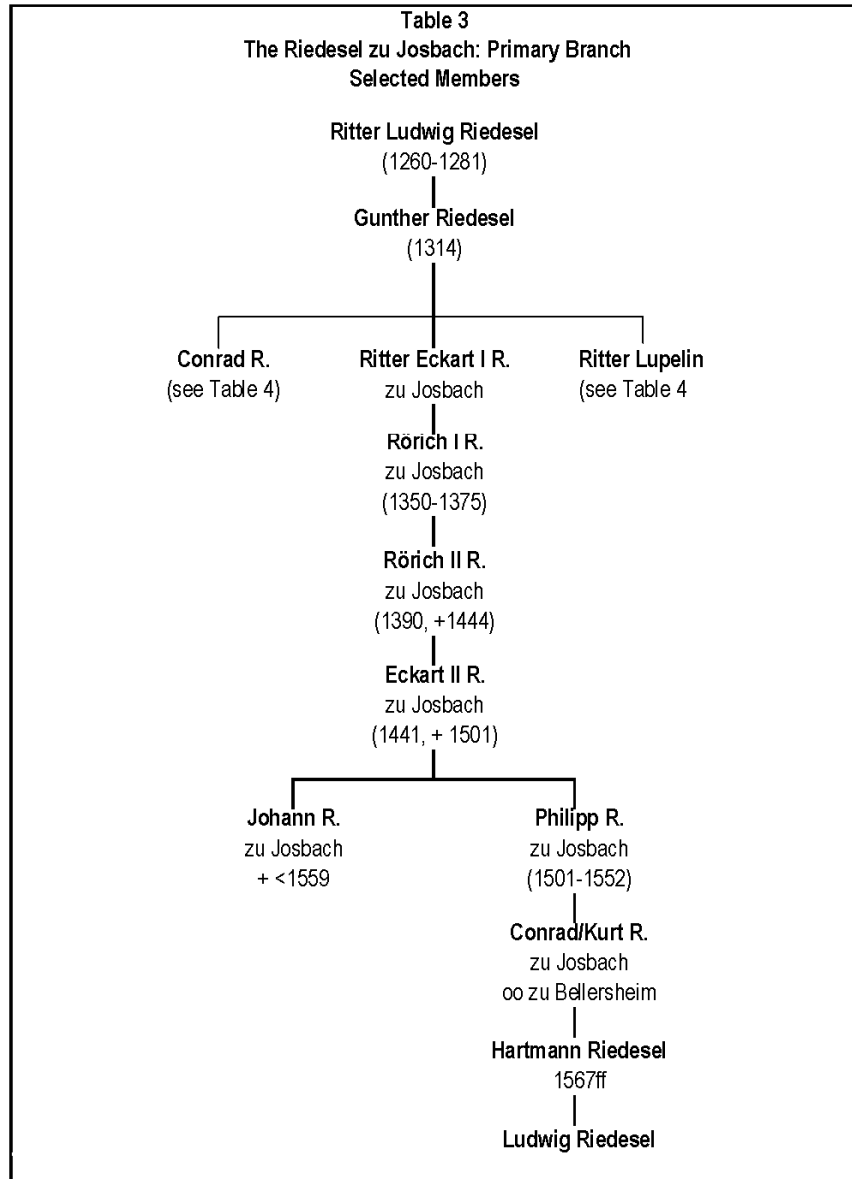 Table 3
The Riedesel zu Josbach: Primary Branch
Selected Members
Ritter Ludwig Riedesel
(1260-1281)
Gunther Riedesel
(1314)
Conrad R.
(see Table 4)
Ritter Eckart I R.
zu Josbach
Ritter Lupelin
(see Table 4
Rörich I R.
zu Josbach
(1350-1375)
Rörich II R.
zu Josbach
(1390, +1444)
Eckart II R.
zu Josbach
(1441, + 1501)
Johann R.
zu Josbach
+ <1559
Philipp R.
zu Josbach
(1501-1552)
Conrad/Kurt R.
zu Josbach
oo zu Bellersheim
Hartmann Riedesel
1567ff
Ludwig Riedesel